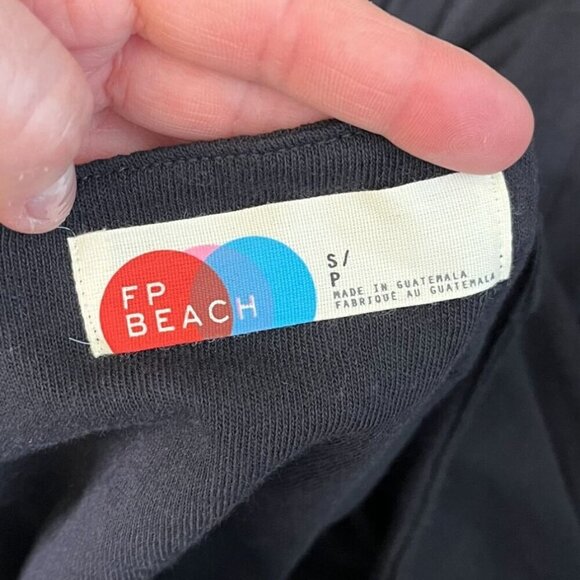 FP
BEACH
S/
P
MADE IN GUATEMALA
FABRIQUE AU GUATEMALA